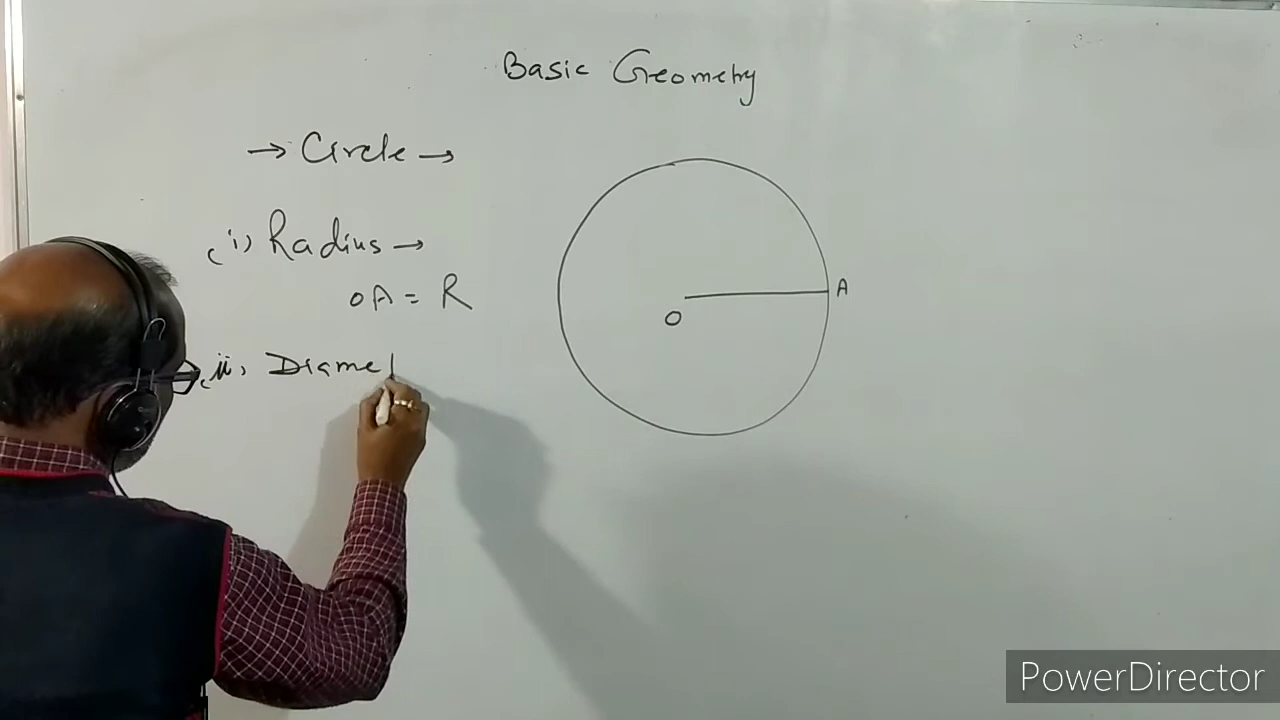 Basic Geometry
→ Circle →
(i) Radius →
OA = R
(ii) Diamet
A
O
PowerDirector